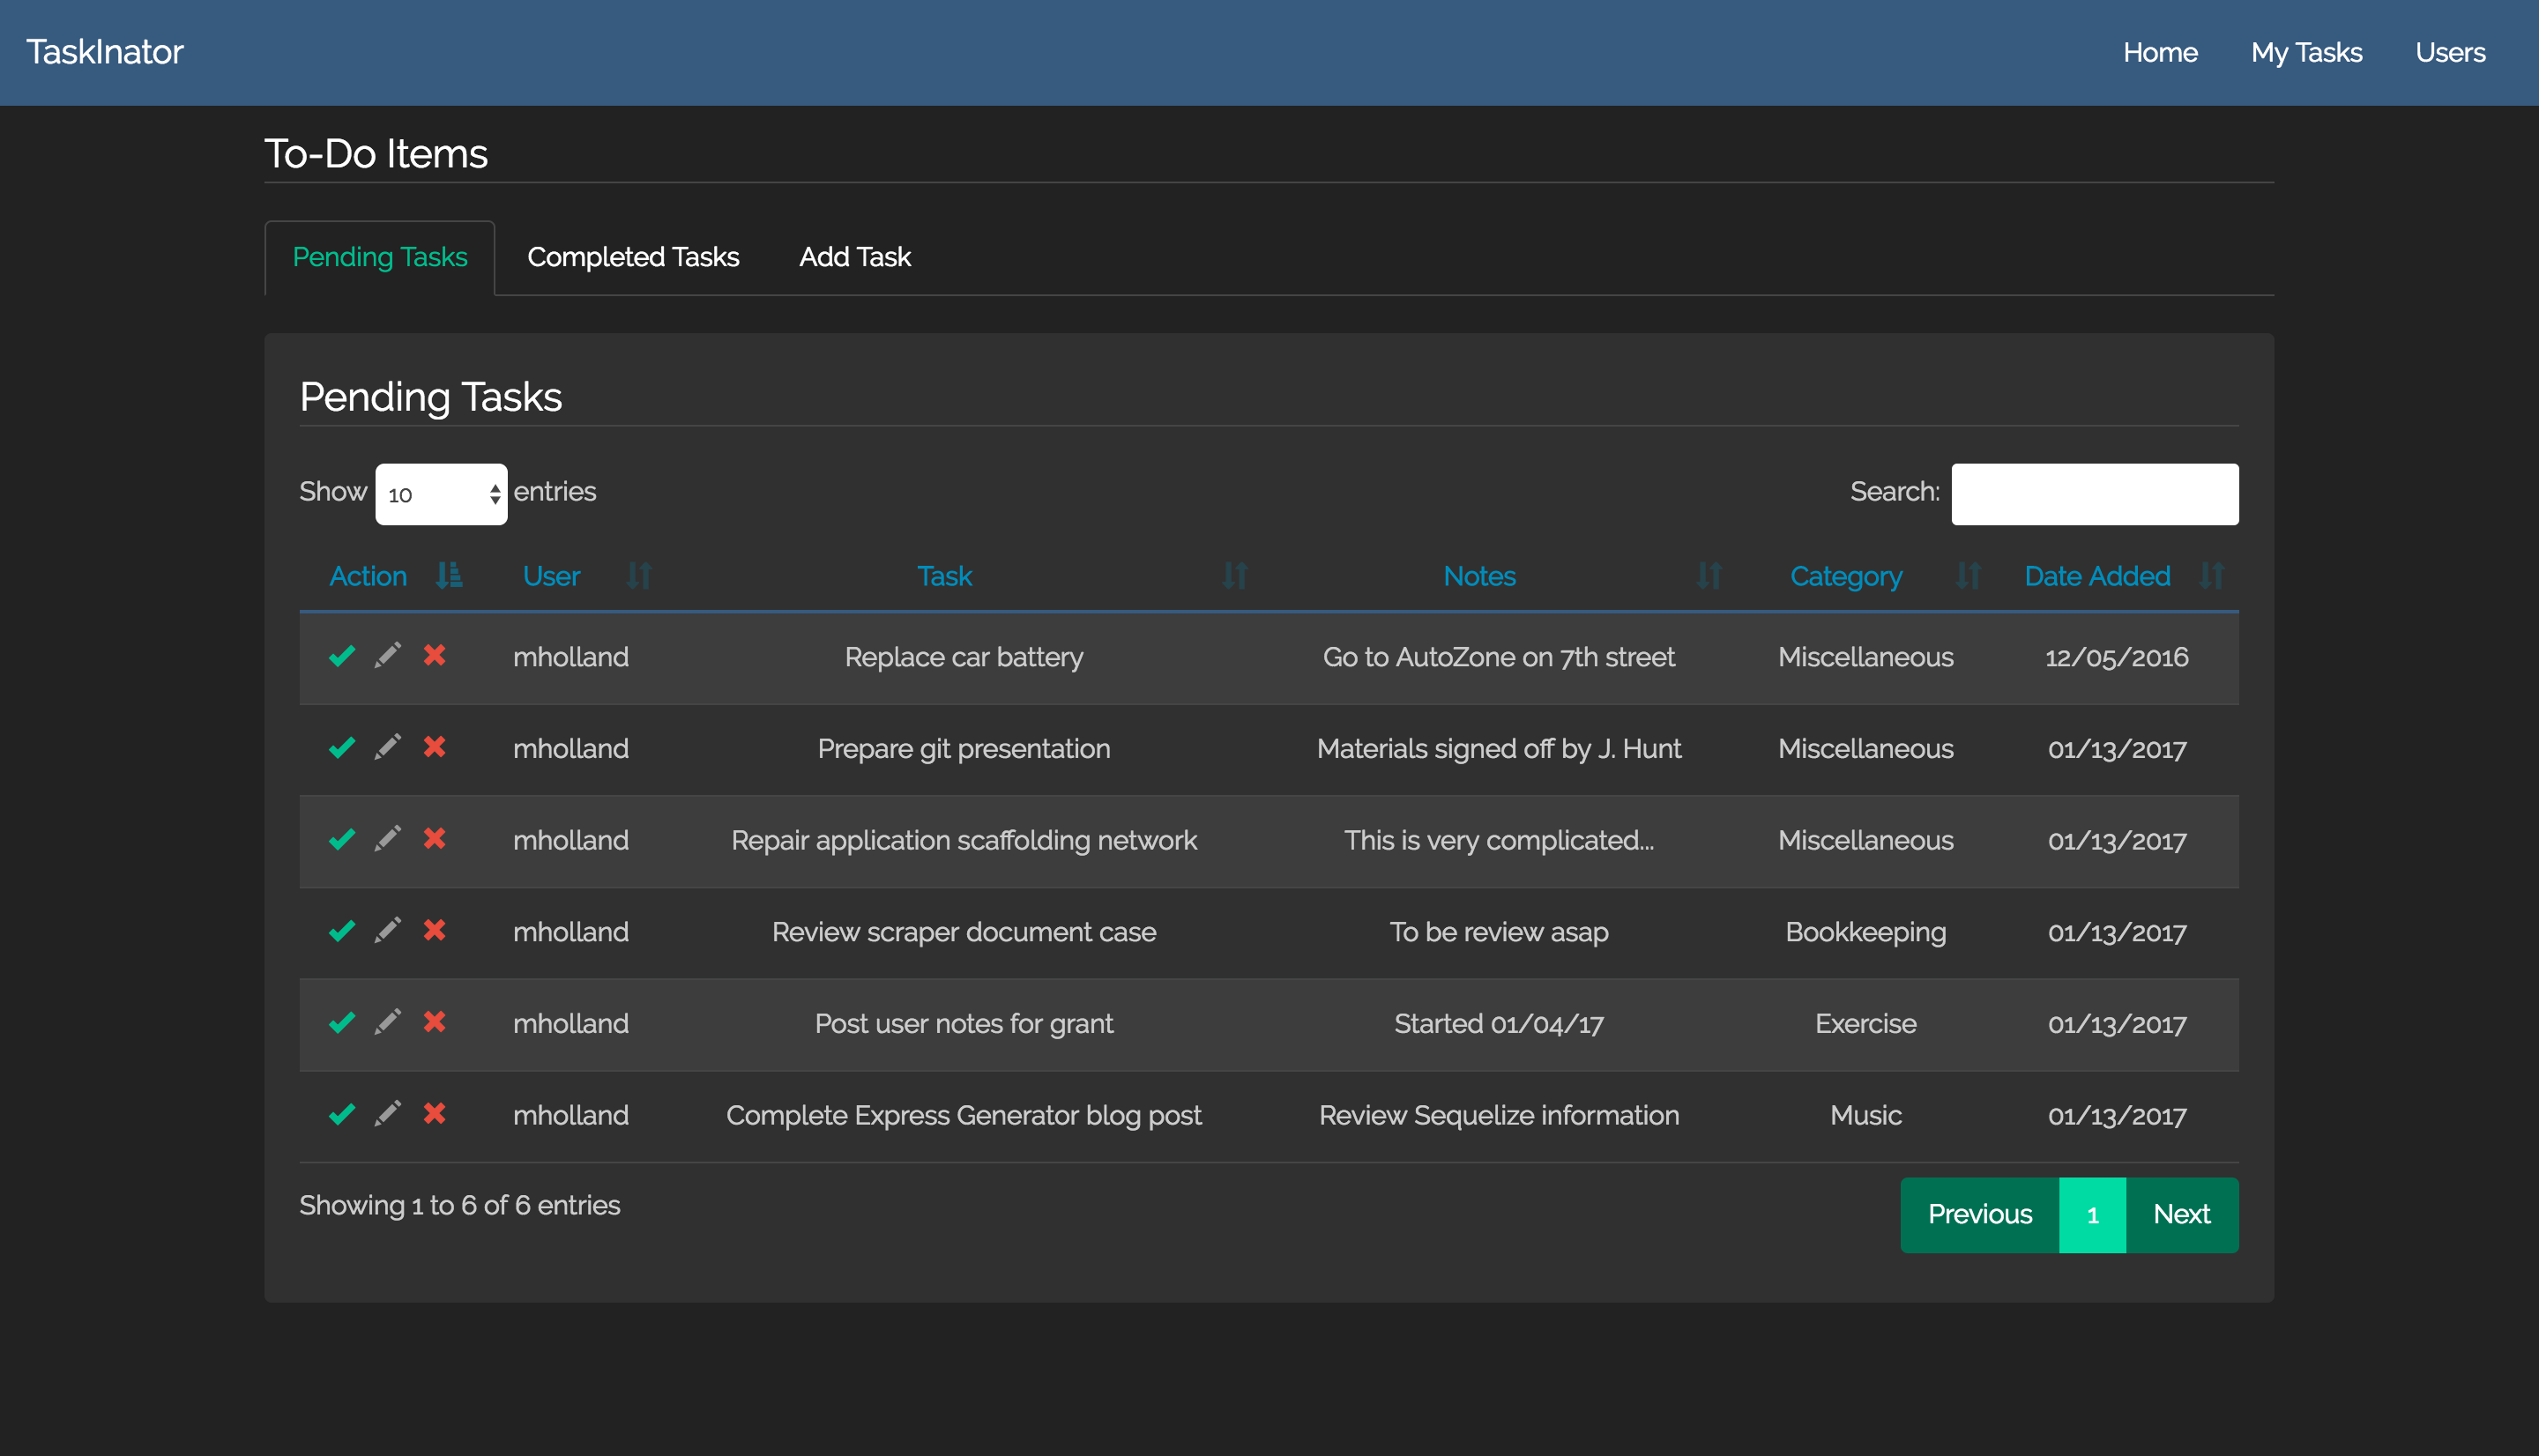 TaskInator Home My Tasks Users
To-Do Items
Pending Tasks Completed Tasks Add Task
Pending Tasks
Show 10 entries Search:
Action User Task Notes Category Date Added
mholland Replace car battery Go to AutoZone on 7th street Miscellaneous 12/05/2016
mholland Prepare git presentation Materials signed off by J. Hunt Miscellaneous 01/13/2017
mholland Repair application scaffolding network This is very complicated... Miscellaneous 01/13/2017
mholland Review scraper document case To be review asap Bookkeeping 01/13/2017
mholland Post user notes for grant Started 01/04/17 Exercise 01/13/2017
mholland Complete Express Generator blog post Review Sequelize information Music 01/13/2017
Showing 1 to 6 of 6 entries Previous 1 Next